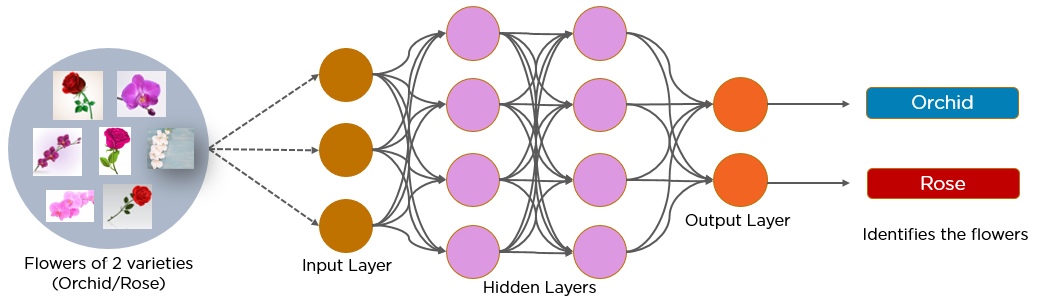 Flowers of 2 varieties
(Orchid/Rose)
Input Layer
Hidden Layers
Output Layer
Orchid
Rose
Identifies the flowers